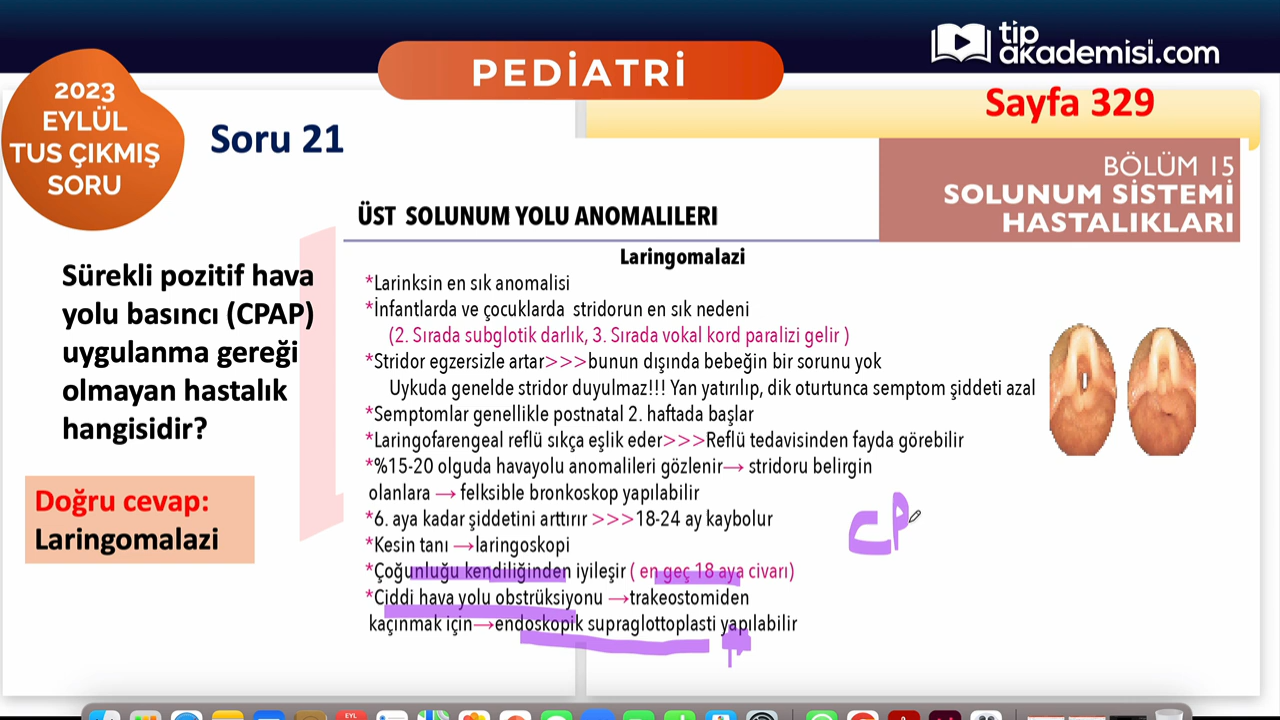 tip
akademisi.com
PEDİATRİ
2023
EYLÜL
TUS ÇIKMIŞ
SORU
Soru 21
Sayfa 329
BÖLÜM 15
SOLUNUM SİSTEMİ
HASTALIKLARI
ÜST SOLUNUM YOLU ANOMALILERI
Sürekli pozitif hava
yolu basıncı (CPAP)
uygulanma gereği
olmayan hastalık
hangisidir?
Doğru cevap:
Laringomalazi
Laringomalazi
*Larinksin en sık anomalisi
*İnfantlarda ve çocuklarda stridorun en sık nedeni
(2. Sırada subglotik darlık, 3. Sırada vokal kord paralizi gelir )
*Stridor egzersizle artar>>>bunun dışında bebeğin bir sorunu yok
Uykuda genelde stridor duyulmaz!!! Yan yatırılıp, dik oturtunca semptom şiddeti azal
*Semptomlar genellikle postnatal 2. haftada başlar
*Laringofarengeal reflü sıkça eşlik eder>>>Reflü tedavisinden fayda görebilir
*%15-20 olguda havayolu anomalileri gözlenir→ stridoru belirgin
olanlara → felksible bronkoskop yapılabilir
*6. aya kadar şiddetini arttırır >>>18-24 ay kaybolur
*Kesin tanı →laringoskopi
*Çoğunluğu kendiliğinden iyileşir ( en geç 18 aya civarı)
*Ciddi hava yolu obstrüksiyonu →trakeostomiden
kaçınmak için→endoskopik supraglottoplasti yapılabilir
CP
EYL